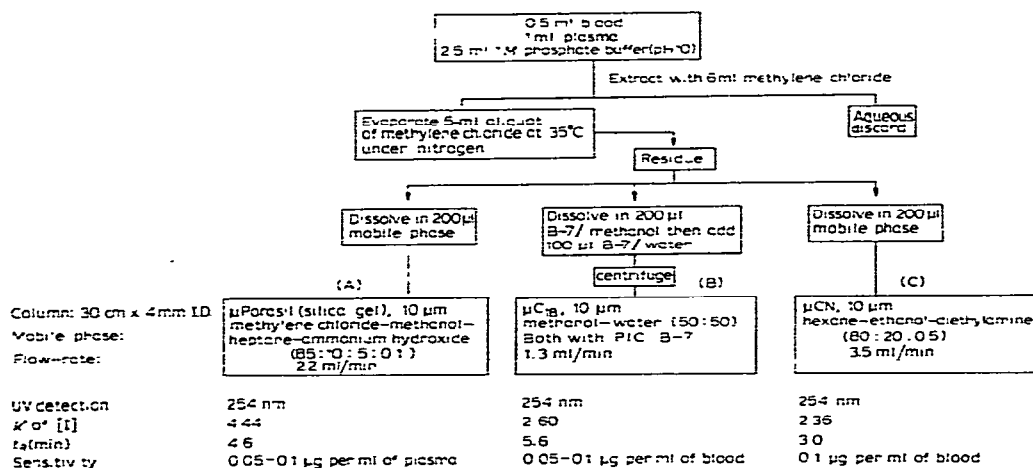 0.5 ml blood
1 ml plasma
2.5 ml 1M phosphate buffer
Extract with 6ml methylene chloride
Evaporate 5-ml aliquot
of methylene chloride at 35°C
under nitrogen
Aqueous
discard
Residue
Dissolve in 200 µl
mobile phase
Dissolve in 200 µl
B-7/methanol then add
100 µl B-7/water
Dissolve in 200 µl
mobile phase
centrifuge
(A)
(B)
(C)
Column: 30 cm x 4mm I.D.
Mobile phase:
Flow-rate:
µPorasil (silica gel), 10 µm
methylene chloride-methanol-
heptane-ammonium hydroxide
(85:10:5:0.1)
2.2 ml/min
µC18, 10 µm
methanol-water (50:50)
Both with PIC B-7
1.3 ml/min
µCN, 10 µm
hexane-ethanol-diethylamine
(80:20:0.5)
3.5 ml/min
UV detection 254 nm 254 nm 254 nm
k' of [I] 4.44 2.60 2.36
tR(min) 4.6 5.6 3.0
Sensitivity 0.05-0.1 µg per ml of plasma 0.05-0.1 µg per ml of blood 0.1 µg per ml of blood